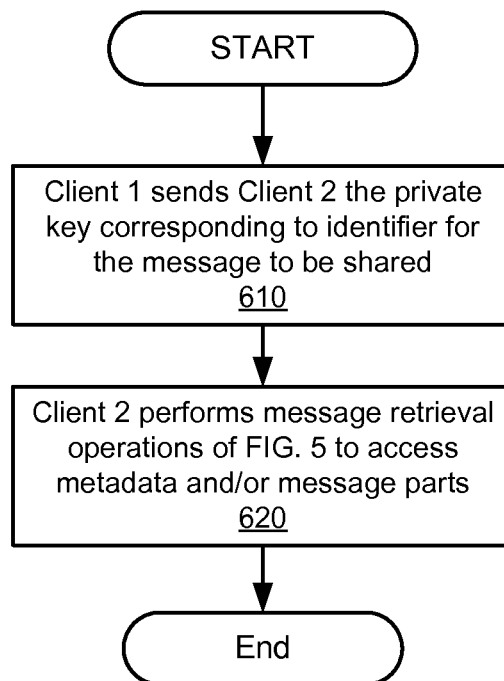 START
Client 1 sends Client 2 the private
key corresponding to identifier for
the message to be shared
610
Client 2 performs message retrieval
operations of FIG. 5 to access
metadata and/or message parts
620
End